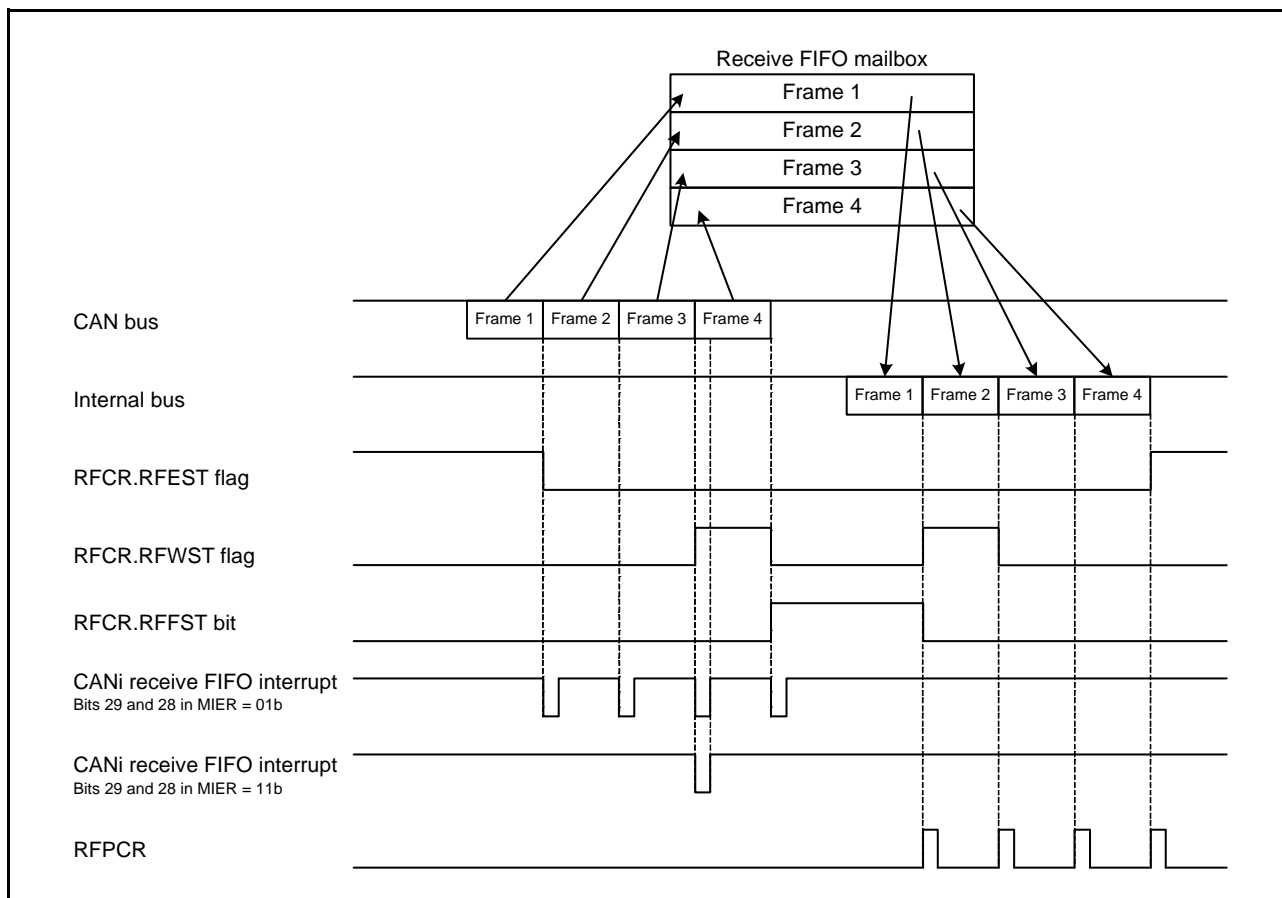 Receive FIFO mailbox
Frame 1
Frame 2
Frame 3
Frame 4
CAN bus
Frame 1 Frame 2 Frame 3 Frame 4
Internal bus
Frame 1 Frame 2 Frame 3 Frame 4
RFCR.RFEST flag
RFCR.RFWST flag
RFCR.RFFST bit
CANi receive FIFO interrupt
Bits 29 and 28 in MIER = 01b
CANi receive FIFO interrupt
Bits 29 and 28 in MIER = 11b
RFPCR